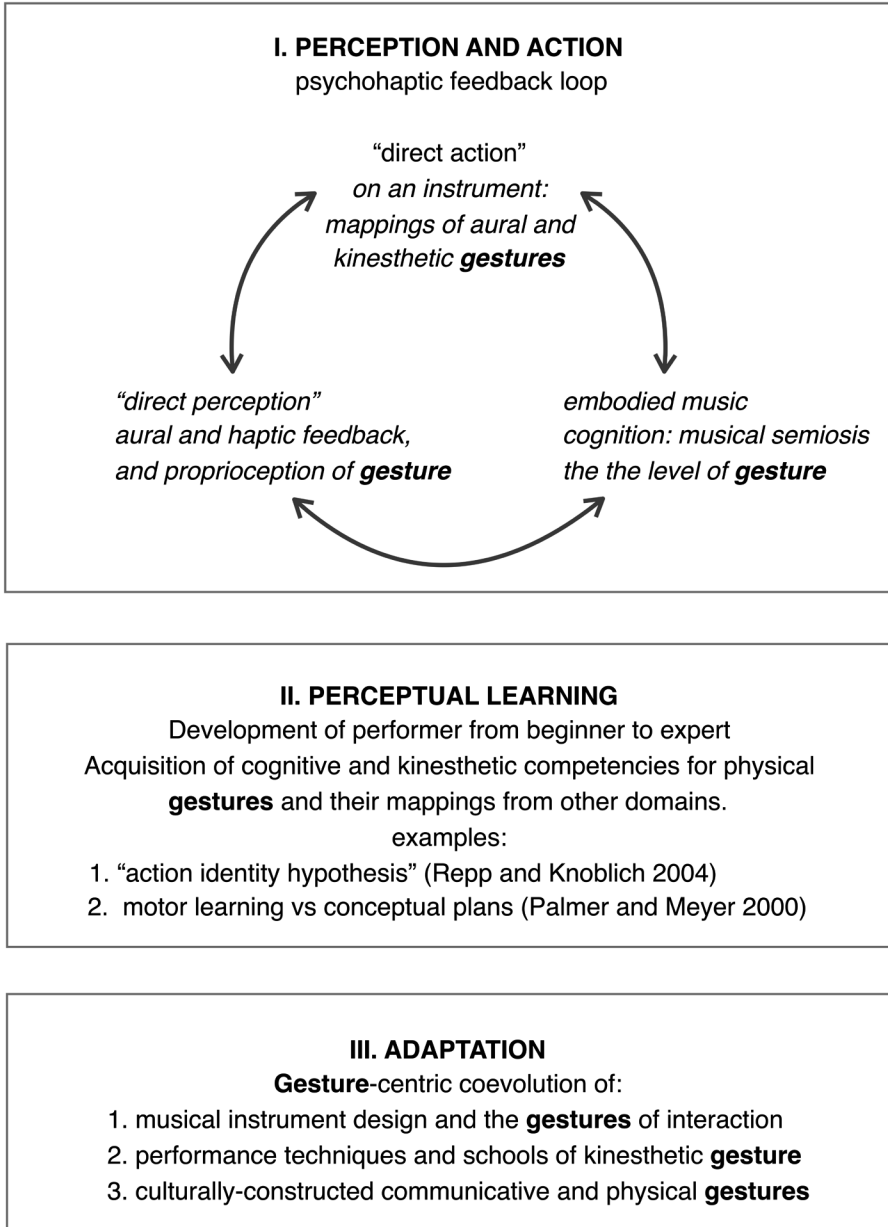 I. PERCEPTION AND ACTION
psychohaptic feedback loop
“direct action”
on an instrument:
mappings of aural and
kinesthetic gestures
“direct perception”
aural and haptic feedback,
and proprioception of gesture
embodied music
cognition: musical semiosis
the the level of gesture
II. PERCEPTUAL LEARNING
Development of performer from beginner to expert
Acquisition of cognitive and kinesthetic competencies for physical
gestures and their mappings from other domains.
examples:
1. “action identity hypothesis” (Repp and Knoblich 2004)
2. motor learning vs conceptual plans (Palmer and Meyer 2000)
III. ADAPTATION
Gesture-centric coevolution of:
1. musical instrument design and the gestures of interaction
2. performance techniques and schools of kinesthetic gesture
3. culturally-constructed communicative and physical gestures